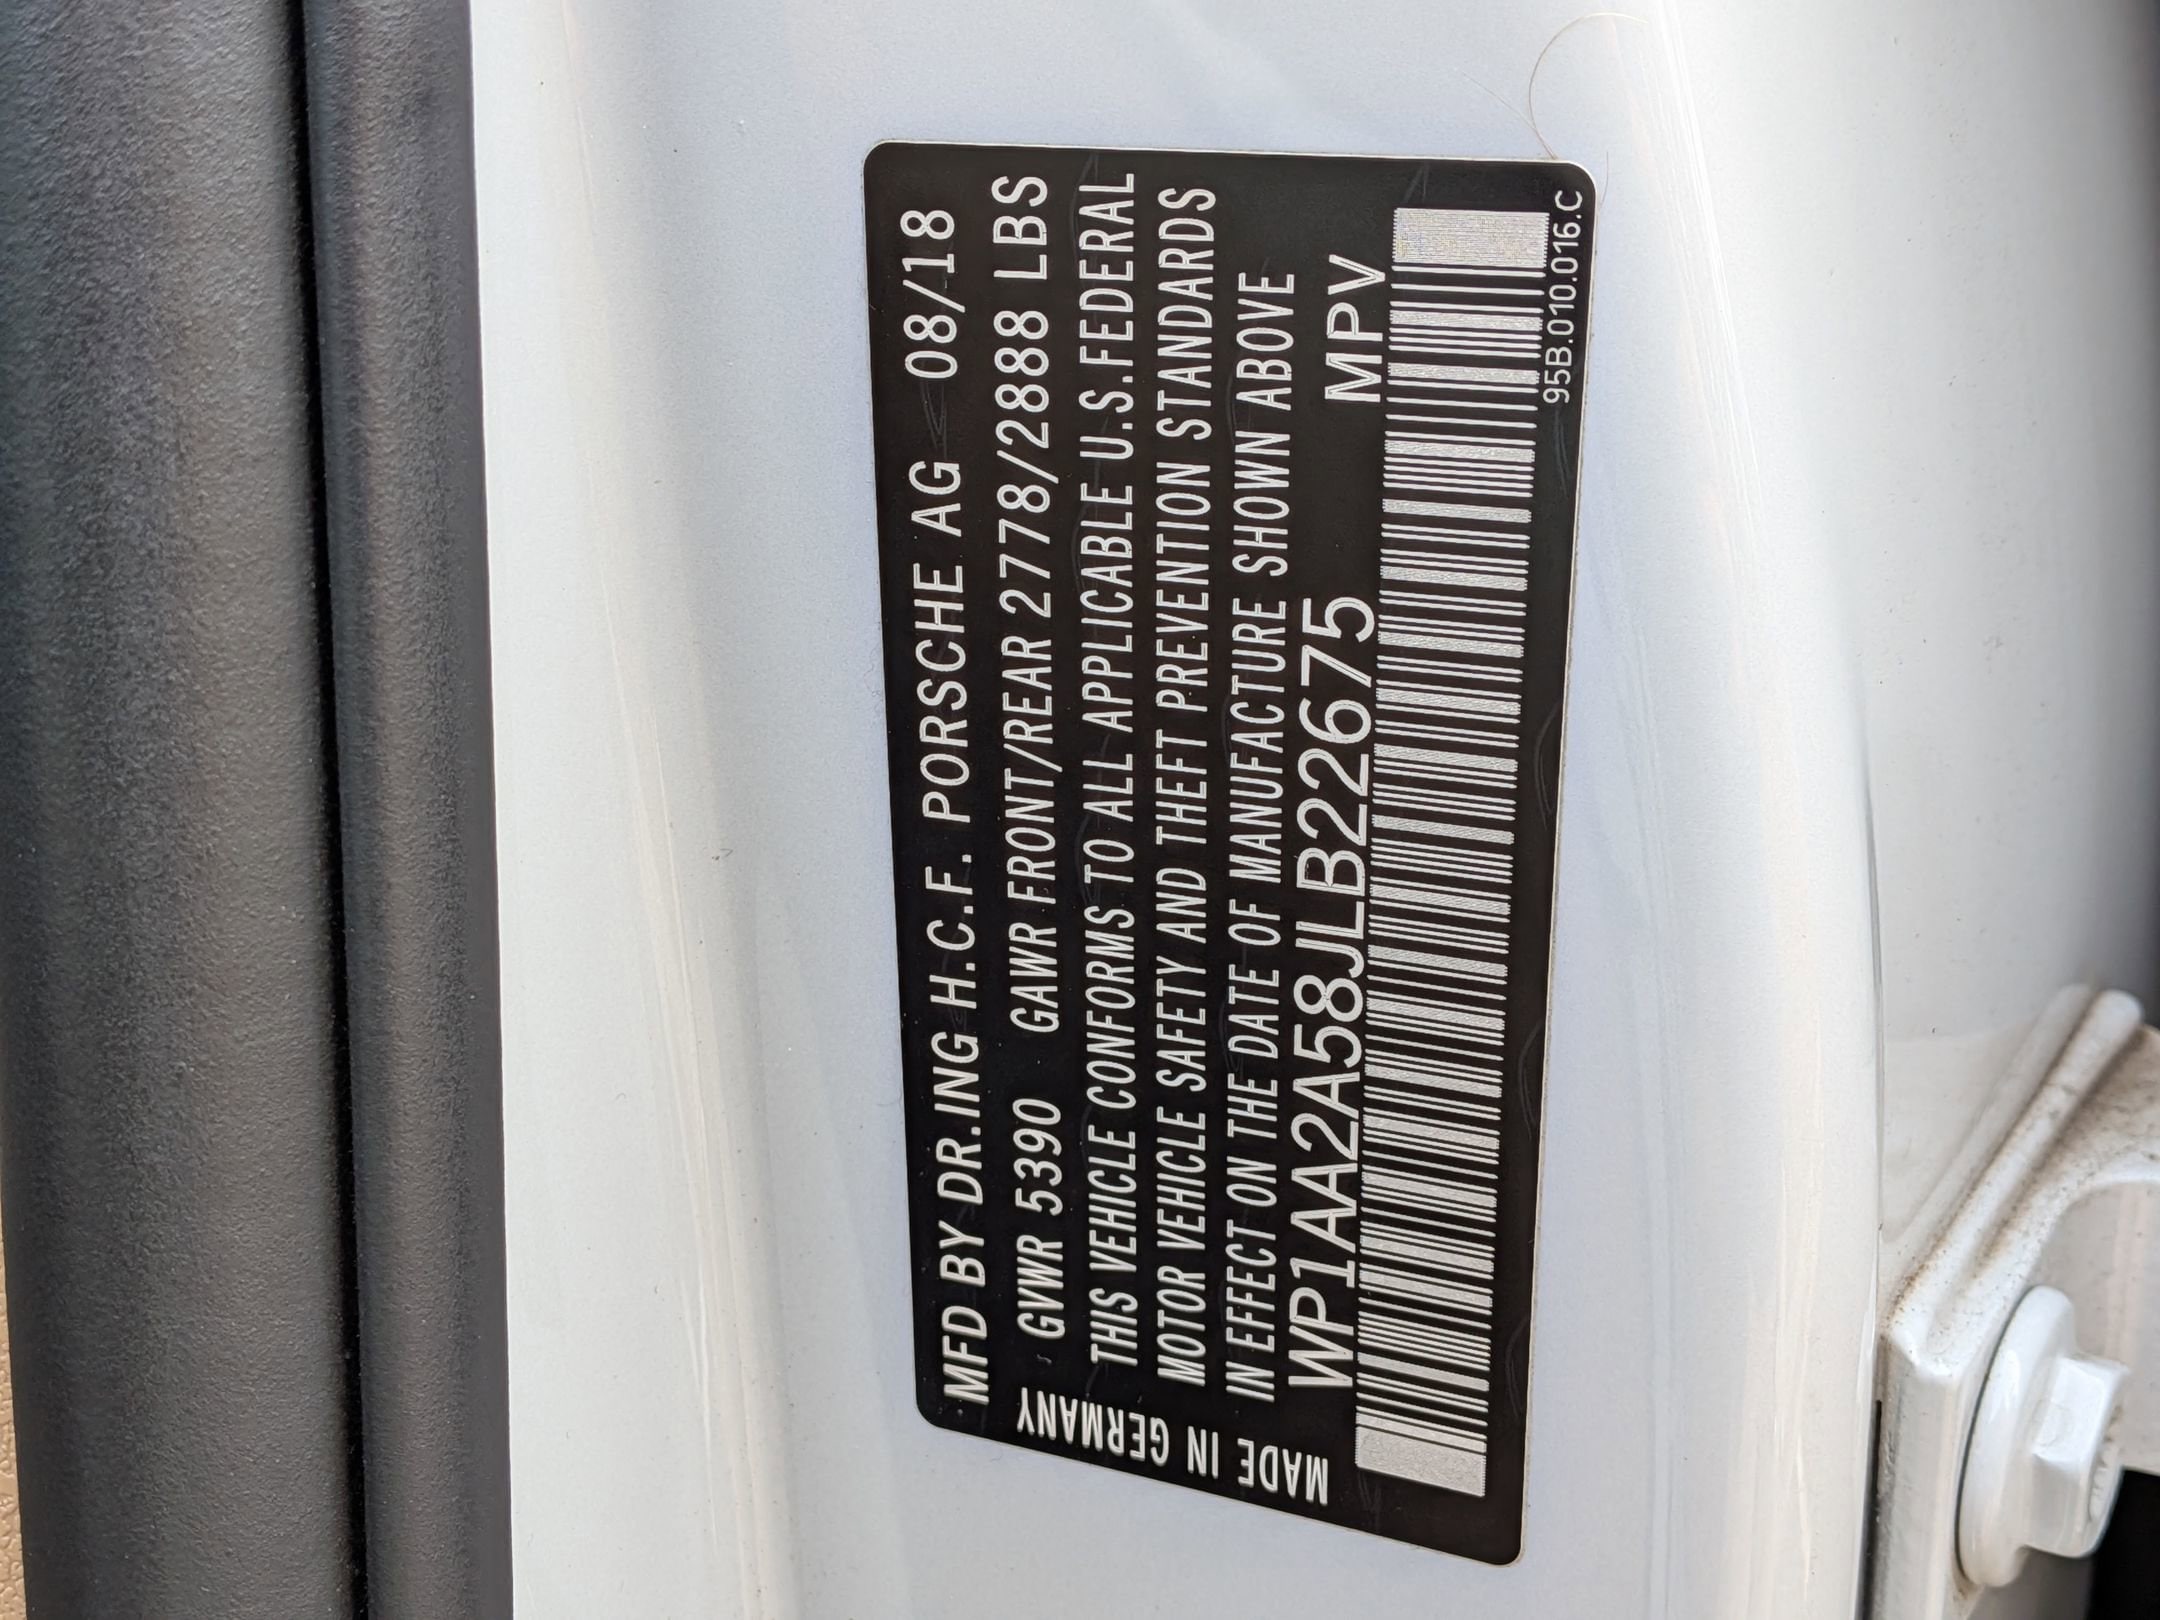 MFD BY DR.ING H.C.F. PORSCHE AG 08/18
GVWR 5390 GAWR FRONT/REAR 2778/2888 LBS
THIS VEHICLE CONFORMS TO ALL APPLICABLE U.S.FEDERAL
MOTOR VEHICLE SAFETY AND THEFT PREVENTION STANDARDS
IN EFFECT ON THE DATE OF MANUFACTURE SHOWN ABOVE
WP1AA2A58JLB22675 MPV
95B.010.016.C
MADE IN GERMANY